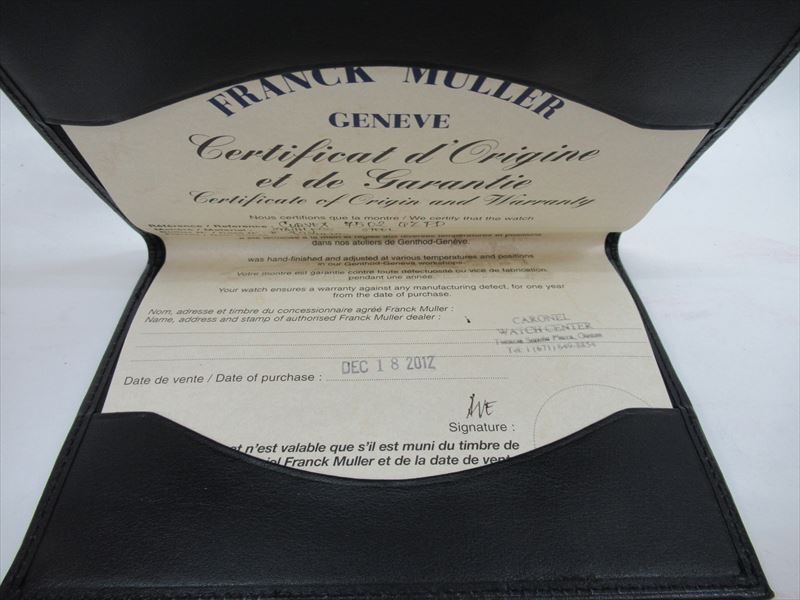 FRANCK MULLER
GENEVE
Certificat d'Origine
et de Garantie
Certificate of Origin and Warranty
Nous certifions que la montre / We certify that the watch
Référence / Reference
dans nos ateliers de Genthod-Genève.
was hand-finished and adjusted at various temperatures and positions
in our Genthod-Geneva workshops.
Votre montre est garantie contre toute défectuosité ou vice de fabrication,
pendant une année.
Your watch ensures a warranty against any manufacturing defect, for one year
from the date of purchase.
Nom, adresse et timbre du concessionaire agréé Franck Muller :
Name, address and stamp of authorised Franck Muller dealer :
CARONEL
WATCH CENTER
Date de vente / Date of purchase : DEC 18 2012
Signature :
n'est valable que s'il est muni du timbre de
Franck Muller et de la date de vent